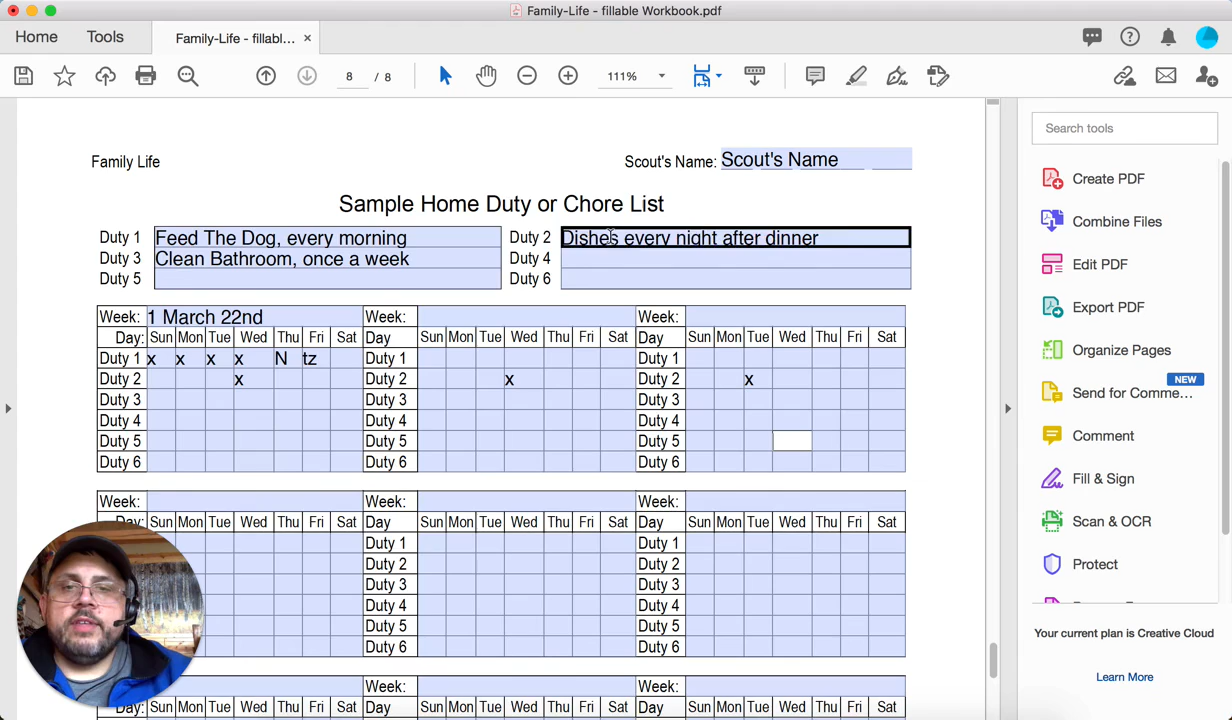 Family-Life - fillable Workbook.pdf
Home Tools Family-Life - fillabl... ×
8 / 8 111%
Search tools
Create PDF
Combine Files
Edit PDF
Export PDF
Organize Pages
NEW
Send for Comme...
Comment
Fill & Sign
Scan & OCR
Protect
Your current plan is Creative Cloud
Learn More
Family Life Scout's Name: Scout's Name
Sample Home Duty or Chore List
Duty 1 Feed The Dog, every morning Duty 2 Dishes every night after dinner
Duty 3 Clean Bathroom, once a week Duty 4
Duty 5 Duty 6
Week: 1 March 22nd Week: Week:
Day: Sun Mon Tue Wed Thu Fri Sat Day Sun Mon Tue Wed Thu Fri Sat Day Sun Mon Tue Wed Thu Fri Sat
Duty 1 x x x x N tz Duty 1 Duty 1
Duty 2 x Duty 2 x Duty 2 x
Duty 3 Duty 3 Duty 3
Duty 4 Duty 4 Duty 4
Duty 5 Duty 5 Duty 5
Duty 6 Duty 6 Duty 6
Week: Week: Week:
Day: Sun Mon Tue Wed Thu Fri Sat Day Sun Mon Tue Wed Thu Fri Sat Day Sun Mon Tue Wed Thu Fri Sat
Duty 1 Duty 1
Duty 2 Duty 2
Duty 3 Duty 3
Duty 4 Duty 4
Duty 5 Duty 5
Duty 6 Duty 6
Week: Week:
Day: Sun Mon Tue Wed Thu Fri Sat Day Sun Mon Tue Wed Thu Fri Sat Day Sun Mon Tue Wed Thu Fri Sat